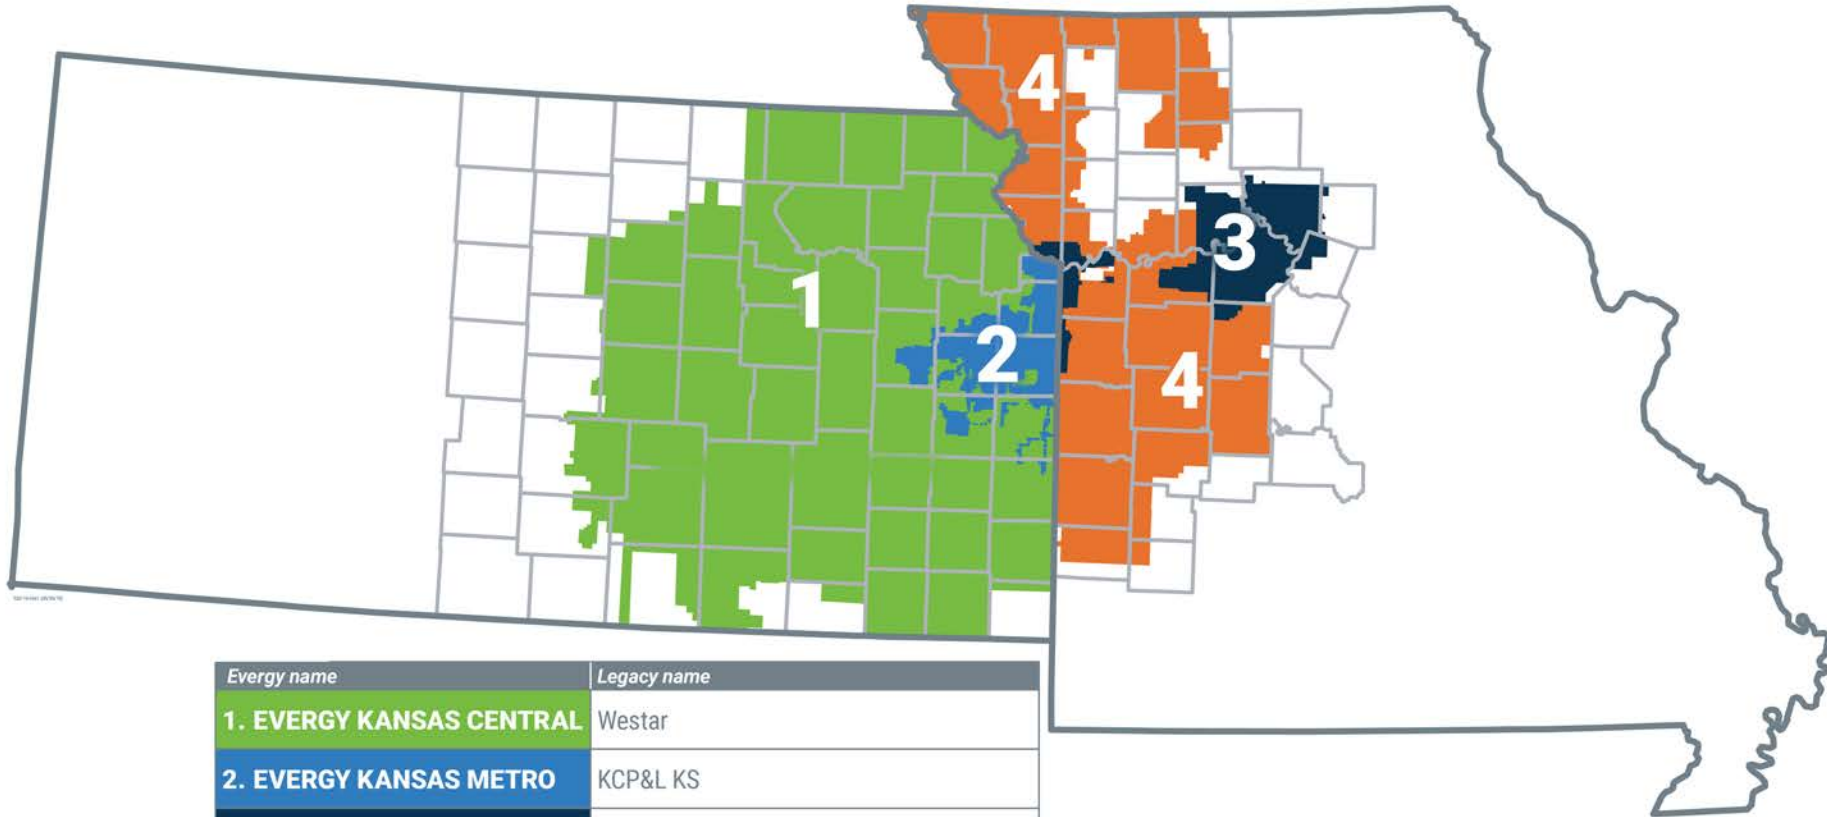 4
3
1
2
4
Evergy name Legacy name
1. EVERGY KANSAS CENTRAL Westar
2. EVERGY KANSAS METRO KCP&L KS